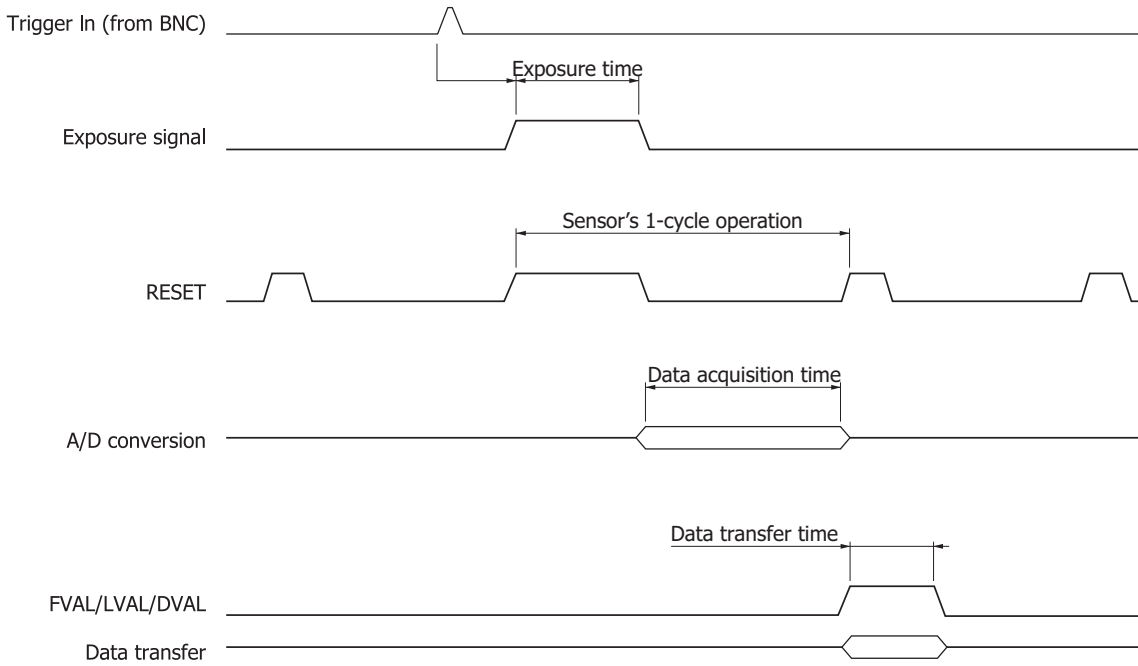 Trigger In (from BNC)
Exposure time
Exposure signal
Sensor's 1-cycle operation
RESET
Data acquisition time
A/D conversion
Data transfer time
FVAL/LVAL/DVAL
Data transfer